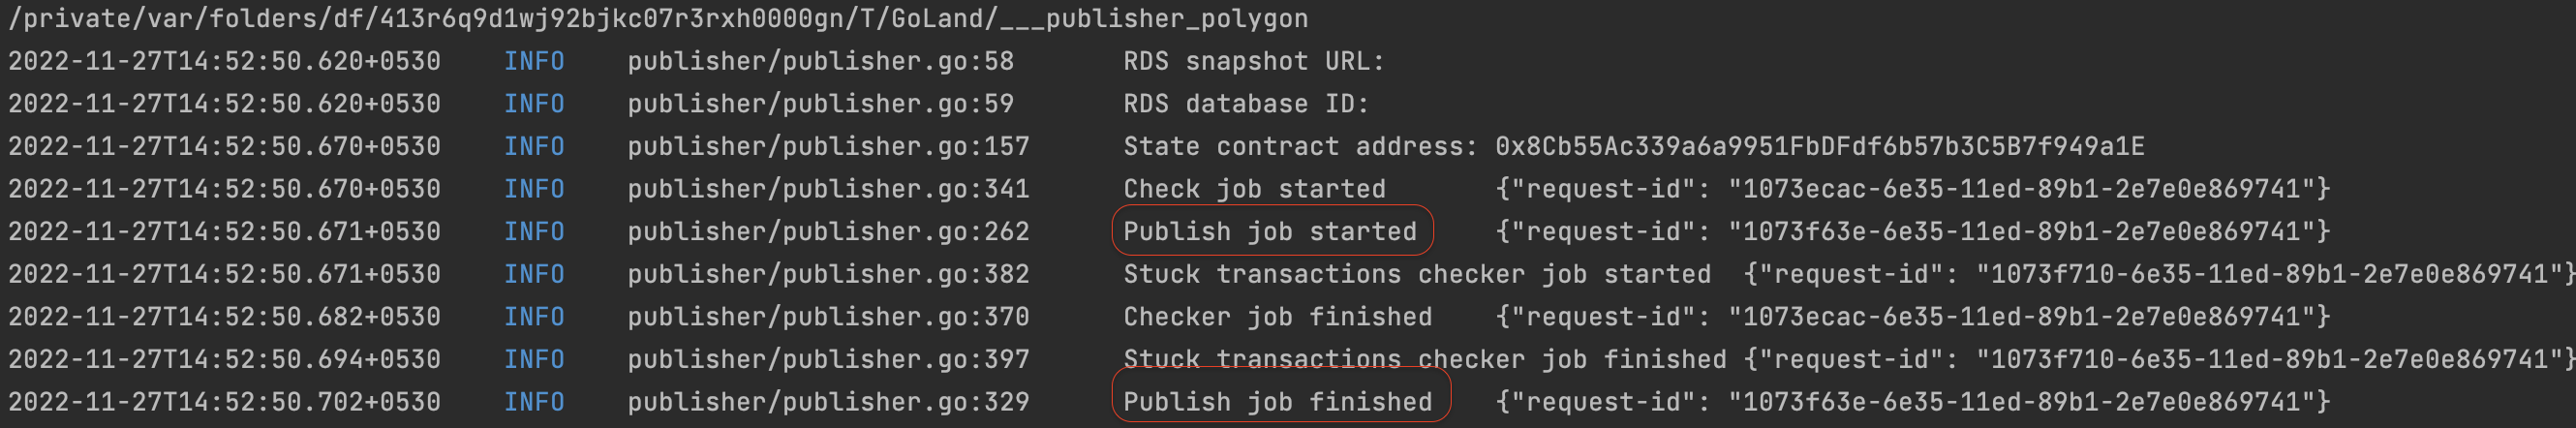 /private/var/folders/df/413r6q9d1wj92bjkc07r3rxh0000gn/T/GoLand/___publisher_polygon
2022-11-27T14:52:50.620+0530 INFO publisher/publisher.go:58 RDS snapshot URL:
2022-11-27T14:52:50.620+0530 INFO publisher/publisher.go:59 RDS database ID:
2022-11-27T14:52:50.670+0530 INFO publisher/publisher.go:157 State contract address: 0x8Cb55Ac339a6a9951FbDFdf6b57b3C5B7f949a1E
2022-11-27T14:52:50.670+0530 INFO publisher/publisher.go:341 Check job started {"request-id": "1073ecac-6e35-11ed-89b1-2e7e0e869741"}
2022-11-27T14:52:50.671+0530 INFO publisher/publisher.go:262 Publish job started {"request-id": "1073f63e-6e35-11ed-89b1-2e7e0e869741"}
2022-11-27T14:52:50.671+0530 INFO publisher/publisher.go:382 Stuck transactions checker job started {"request-id": "1073f710-6e35-11ed-89b1-2e7e0e869741"}
2022-11-27T14:52:50.682+0530 INFO publisher/publisher.go:370 Checker job finished {"request-id": "1073ecac-6e35-11ed-89b1-2e7e0e869741"}
2022-11-27T14:52:50.694+0530 INFO publisher/publisher.go:397 Stuck transactions checker job finished {"request-id": "1073f710-6e35-11ed-89b1-2e7e0e869741"}
2022-11-27T14:52:50.702+0530 INFO publisher/publisher.go:329 Publish job finished {"request-id": "1073f63e-6e35-11ed-89b1-2e7e0e869741"}